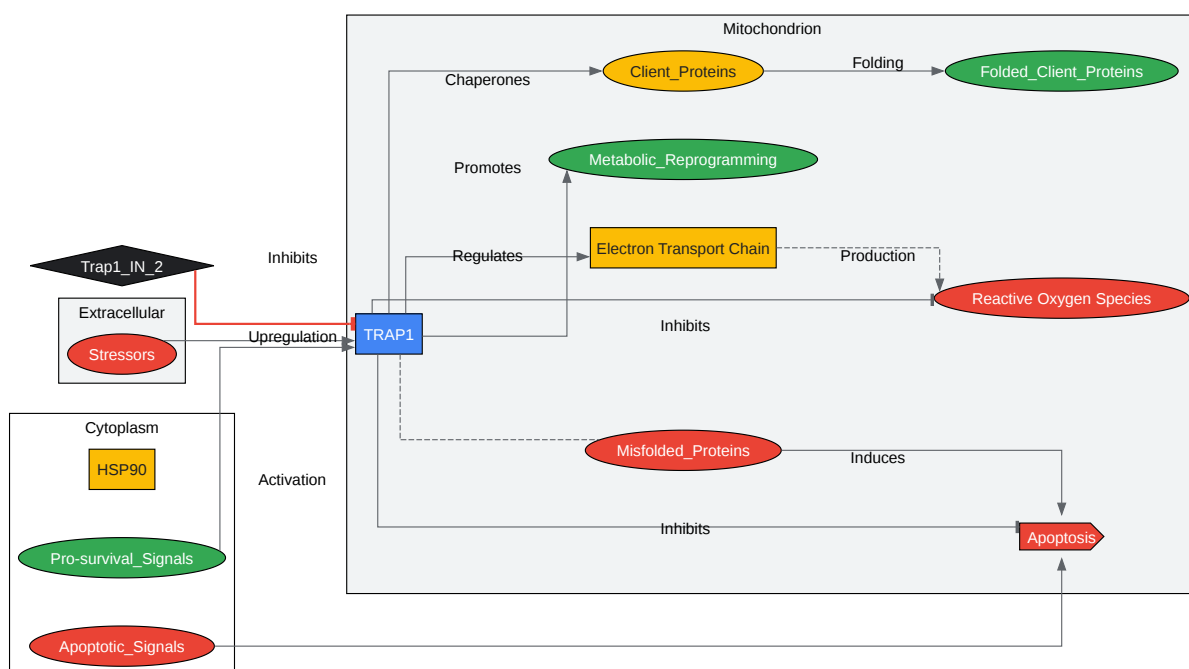 Mitochondrion
Client_Proteins
Folding
Folded_Client_Proteins
Chaperones
Metabolic_Reprogramming
Promotes
Electron Transport Chain
Regulates
Production
Inhibits
Trap1_IN_2
Reactive Oxygen Species
Extracellular
Inhibits
TRAP1
Upregulation
Stressors
Cytoplasm
Misfolded_Proteins
Induces
HSP90
Activation
Inhibits
Apoptosis
Pro-survival_Signals
Apoptotic_Signals